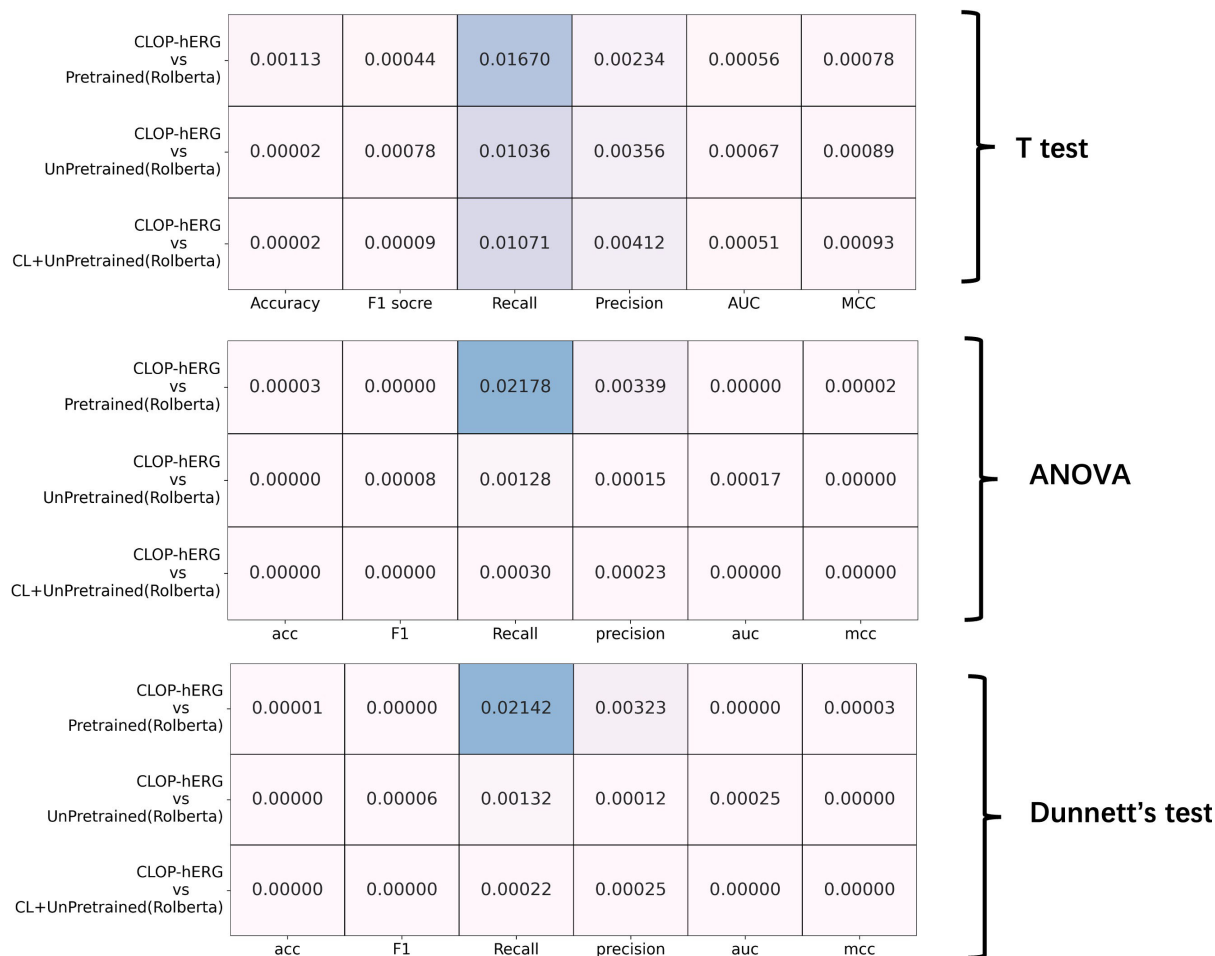 CLOP-hERG
vs
Pretrained(Rolberta)
0.00113 0.00044 0.01670 0.00234 0.00056 0.00078
CLOP-hERG
vs
UnPretrained(Rolberta)
0.00002 0.00078 0.01036 0.00356 0.00067 0.00089
CLOP-hERG
vs
CL+UnPretrained(Rolberta)
0.00002 0.00009 0.01071 0.00412 0.00051 0.00093
Accuracy F1 socre Recall Precision AUC MCC
T test
CLOP-hERG
vs
Pretrained(Rolberta)
0.00003 0.00000 0.02178 0.00339 0.00000 0.00002
CLOP-hERG
vs
UnPretrained(Rolberta)
0.00000 0.00008 0.00128 0.00015 0.00017 0.00000
CLOP-hERG
vs
CL+UnPretrained(Rolberta)
0.00000 0.00000 0.00030 0.00023 0.00000 0.00000
acc F1 Recall precision auc mcc
ANOVA
CLOP-hERG
vs
Pretrained(Rolberta)
0.00001 0.00000 0.02142 0.00323 0.00000 0.00003
CLOP-hERG
vs
UnPretrained(Rolberta)
0.00000 0.00006 0.00132 0.00012 0.00025 0.00000
CLOP-hERG
vs
CL+UnPretrained(Rolberta)
0.00000 0.00000 0.00022 0.00025 0.00000 0.00000
acc F1 Recall precision auc mcc
Dunnett’s test